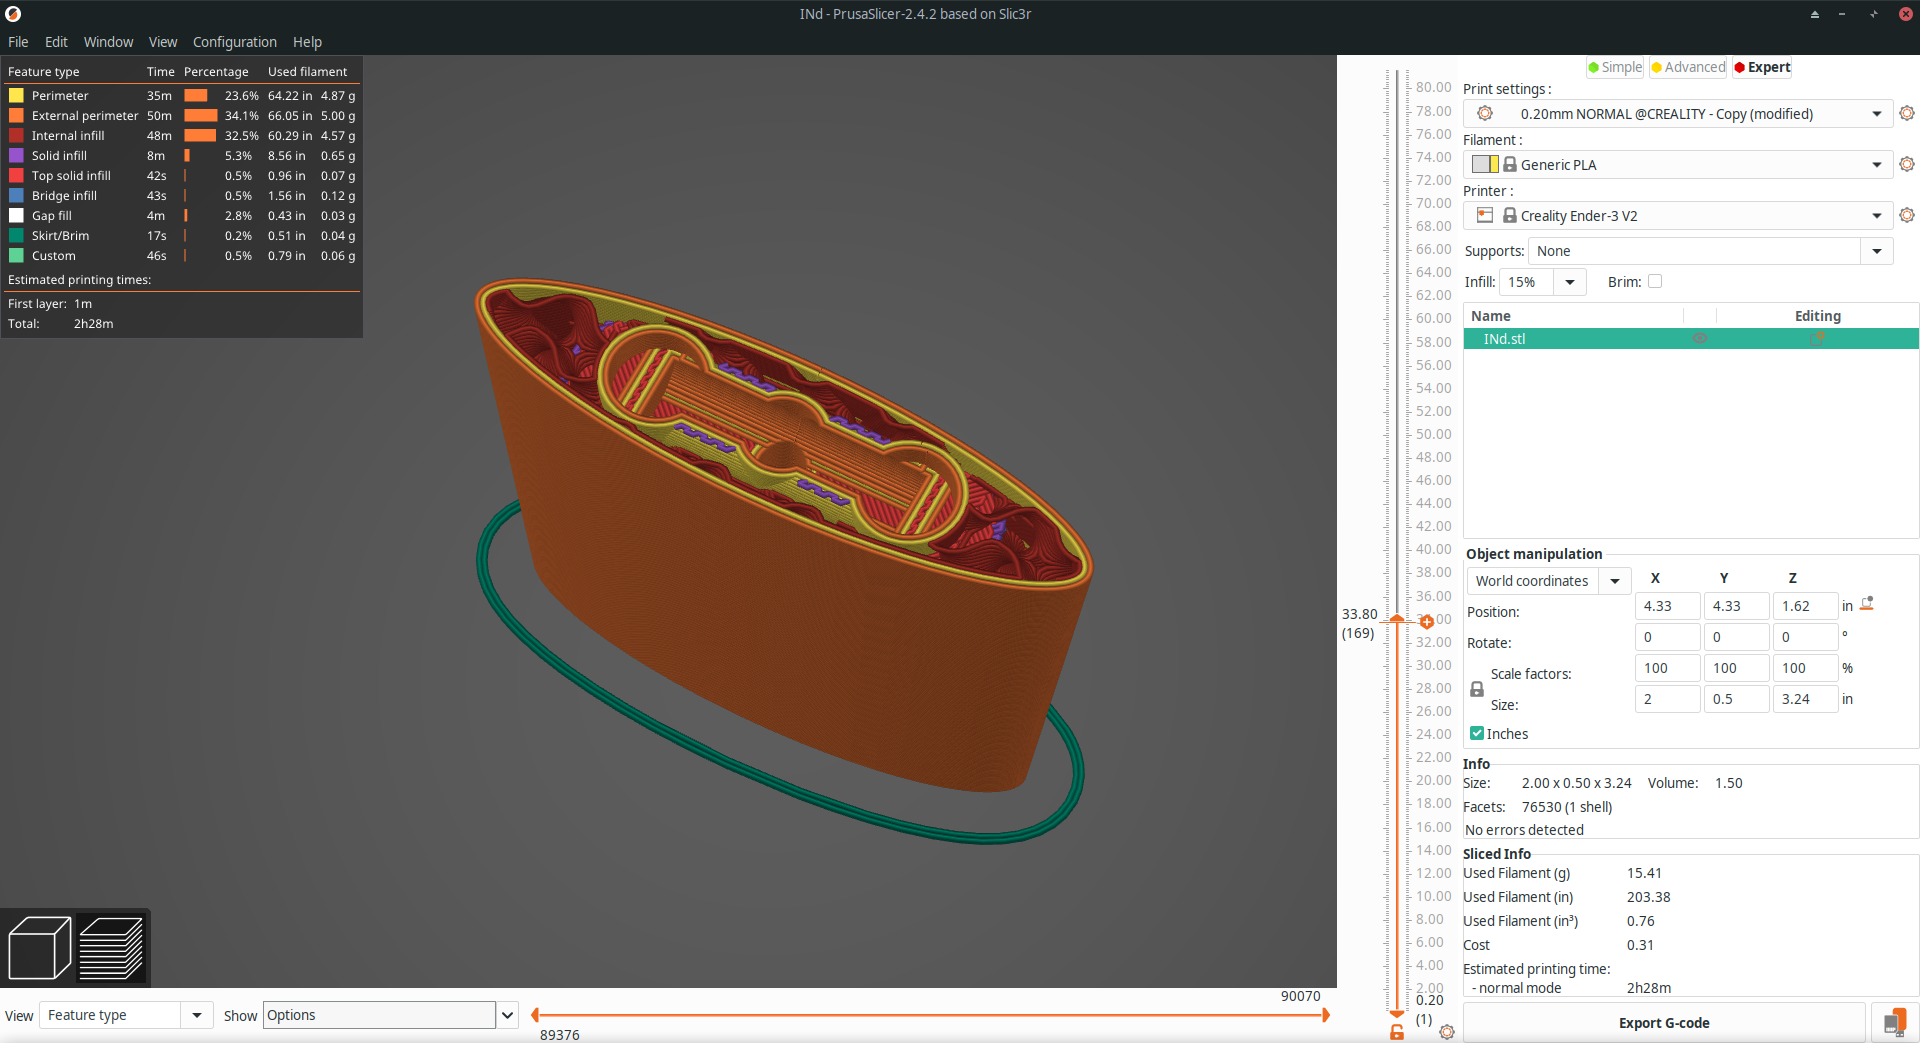 INd - PrusaSlicer-2.4.2 based on Slic3r
File Edit Window View Configuration Help
Feature type Time Percentage Used filament
Perimeter 35m 23.6% 64.22 in 4.87 g
External perimeter 50m 34.1% 66.05 in 5.00 g
Internal infill 48m 32.5% 60.29 in 4.57 g
Solid infill 8m 5.3% 8.56 in 0.65 g
Top solid infill 42s 0.5% 0.96 in 0.07 g
Bridge infill 43s 0.5% 1.56 in 0.12 g
Gap fill 4m 2.8% 0.43 in 0.03 g
Skirt/Brim 17s 0.2% 0.51 in 0.04 g
Custom 46s 0.5% 0.79 in 0.06 g
Estimated printing times:
First layer: 1m
Total: 2h28m
View Feature type Show Options
90070
89376
80.00
78.00
76.00
74.00
72.00
70.00
68.00
66.00
64.00
62.00
60.00
58.00
56.00
54.00
52.00
50.00
48.00
46.00
44.00
42.00
40.00
38.00
36.00
33.80
(169)
32.00
30.00
28.00
26.00
24.00
22.00
20.00
18.00
16.00
14.00
12.00
10.00
8.00
6.00
4.00
2.00
0.20
(1)
Simple Advanced Expert
Print settings :
0.20mm NORMAL @CREALITY - Copy (modified)
Filament :
Generic PLA
Printer :
Creality Ender-3 V2
Supports: None
Infill: 15% Brim:
Name Editing
INd.stl
Object manipulation
World coordinates X Y Z
Position: 4.33 4.33 1.62 in
Rotate: 0 0 0 °
Scale factors: 100 100 100 %
Size: 2 0.5 3.24 in
Inches
Info
Size: 2.00 x 0.50 x 3.24 Volume: 1.50
Facets: 76530 (1 shell)
No errors detected
Sliced Info
Used Filament (g) 15.41
Used Filament (in) 203.38
Used Filament (in³) 0.76
Cost 0.31
Estimated printing time:
- normal mode 2h28m
Export G-code